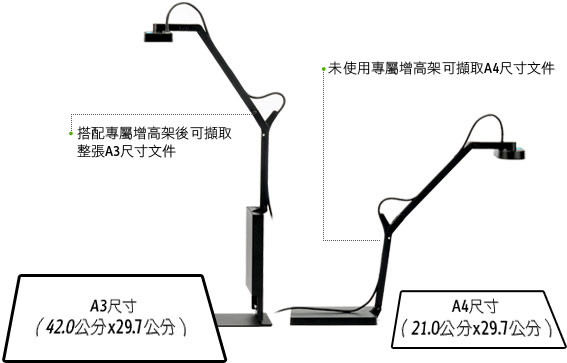 未使用專屬增高架可擷取A4尺寸文件
搭配專屬增高架後可擷取
整張A3尺寸文件
A3尺寸
(42.0公分x29.7公分)
A4尺寸
(21.0公分x29.7公分)